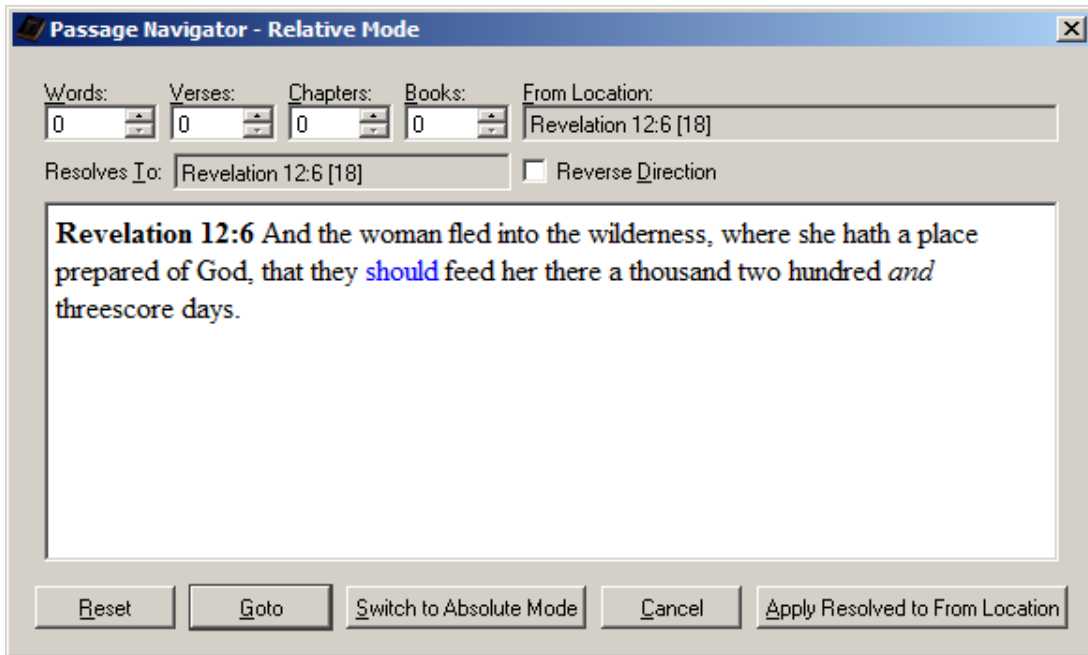 Passage Navigator - Relative Mode
Words: Verses: Chapters: Books: From Location:
0 0 0 0 Revelation 12:6 [18]
Resolves To: Revelation 12:6 [18] Reverse Direction
Revelation 12:6 And the woman fled into the wilderness, where she hath a place
prepared of God, that they should feed her there a thousand two hundred and
threescore days.
Reset Goto Switch to Absolute Mode Cancel Apply Resolved to From Location